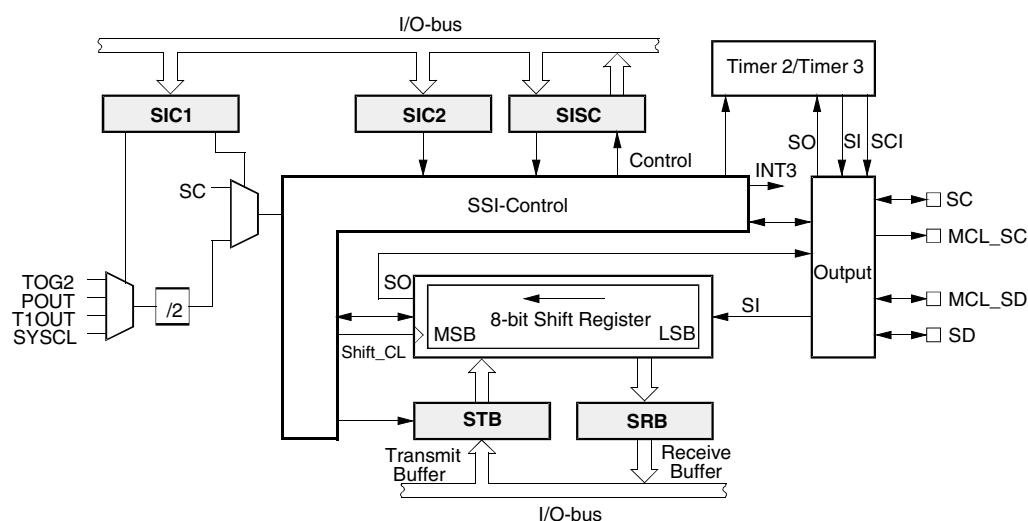 I/O-bus
Timer 2/Timer 3
SIC1
SIC2
SISC
SO
SI
SCI
Control
INT3
SC
SSI-Control
SC
MCL_SC
Output
TOG2
POUT
T1OUT
SYSCL
/2
SO
SI
8-bit Shift Register
MSB
LSB
MCL_SD
SD
Shift_CL
STB
SRB
Transmit
Buffer
Receive
Buffer
I/O-bus